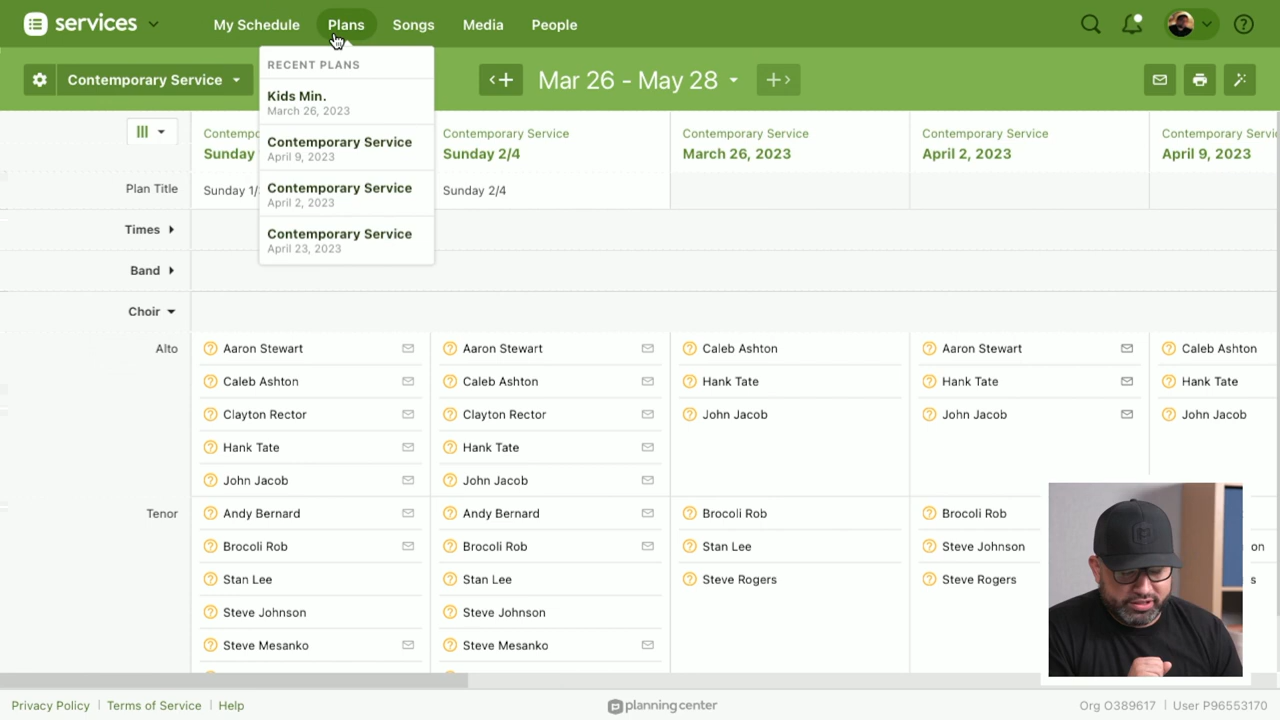 services
My Schedule
Plans
Songs
Media
People
Contemporary Service
Mar 26 - May 28
RECENT PLANS
Kids Min.
March 26, 2023
Contemporary Service
April 9, 2023
Contemporary Service
April 2, 2023
Contemporary Service
April 23, 2023
Sunday
Contemporary Service
Sunday 2/4
Contemporary Service
March 26, 2023
Contemporary Service
April 2, 2023
Contemporary
April 9, 2023
Plan Title
Sunday 1/
Sunday 2/4
Times
Band
Choir
Alto
Aaron Stewart
Caleb Ashton
Clayton Rector
Hank Tate
John Jacob
Aaron Stewart
Caleb Ashton
Clayton Rector
Hank Tate
John Jacob
Caleb Ashton
Hank Tate
John Jacob
Aaron Stewart
Hank Tate
John Jacob
Caleb Ashton
Hank Tate
John Jacob
Tenor
Andy Bernard
Brocoli Rob
Stan Lee
Steve Johnson
Steve Mesanko
Andy Bernard
Brocoli Rob
Stan Lee
Steve Johnson
Steve Mesanko
Brocoli Rob
Stan Lee
Steve Rogers
Brocoli Rob
Steve Johnson
Steve Rogers
on
s
Privacy Policy | Terms of Service | Help
planning center
Org O389617 | User P96553170